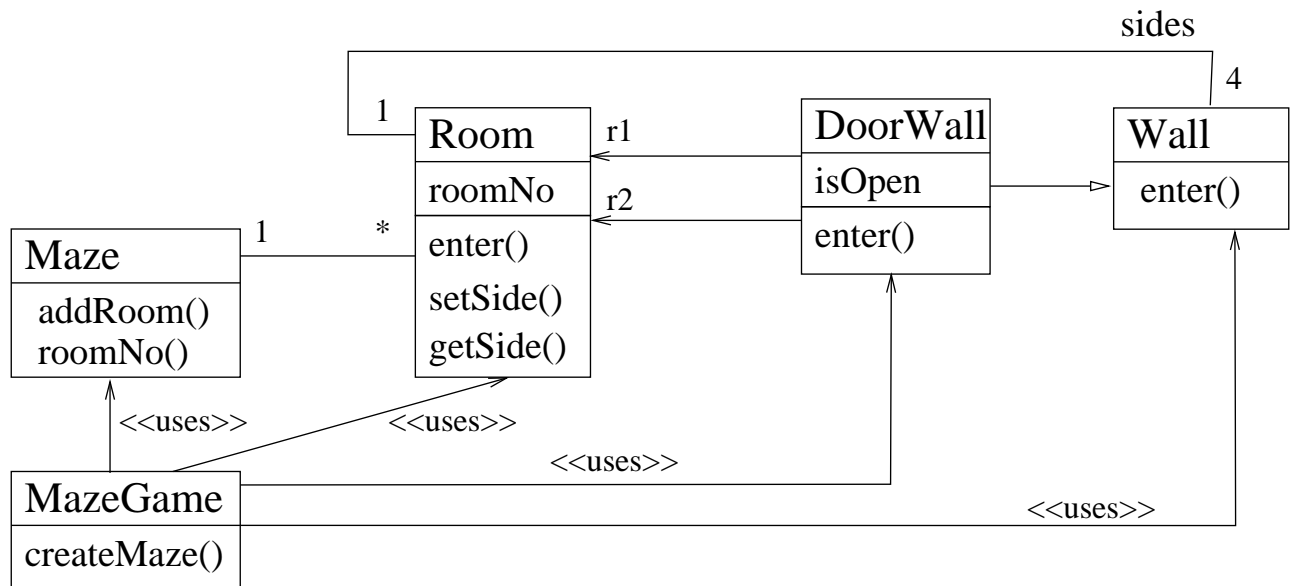 sides
1
4
Room
roomNo
enter()
setSide()
getSide()
r1
r2
DoorWall
isOpen
enter()
Wall
enter()
1
*
Maze
addRoom()
roomNo()
<<uses>>
<<uses>>
<<uses>>
<<uses>>
MazeGame
createMaze()